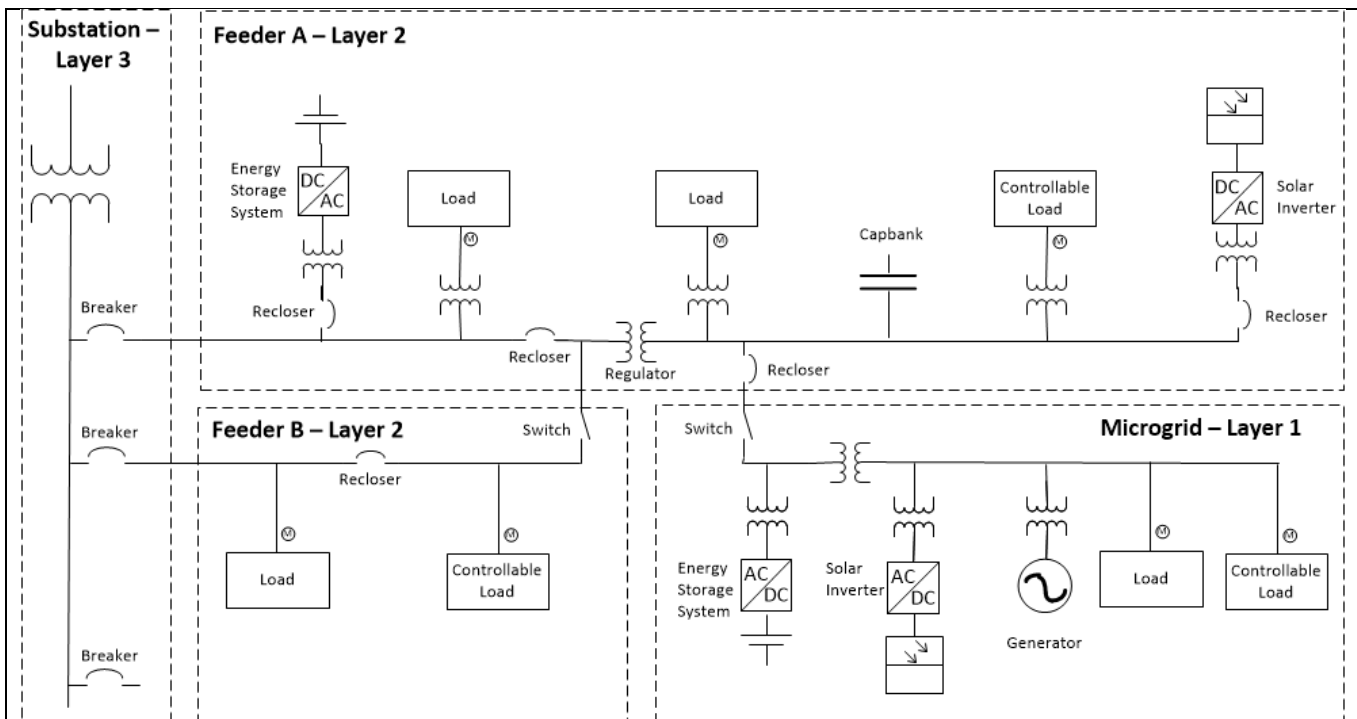 Substation –
Layer 3
Feeder A – Layer 2
Energy
Storage
System
DC
AC
Load
Load
Controllable
Load
DC
AC
Solar
Inverter
Capbank
Breaker
Recloser
Recloser
Regulator
Recloser
Recloser
Feeder B – Layer 2
Breaker
Switch
Recloser
M
M
M
M
M
Load
Controllable
Load
Microgrid – Layer 1
Switch
Energy
Storage
System
AC
DC
Solar
Inverter
AC
DC
Generator
M
M
Load
Controllable
Load
Breaker